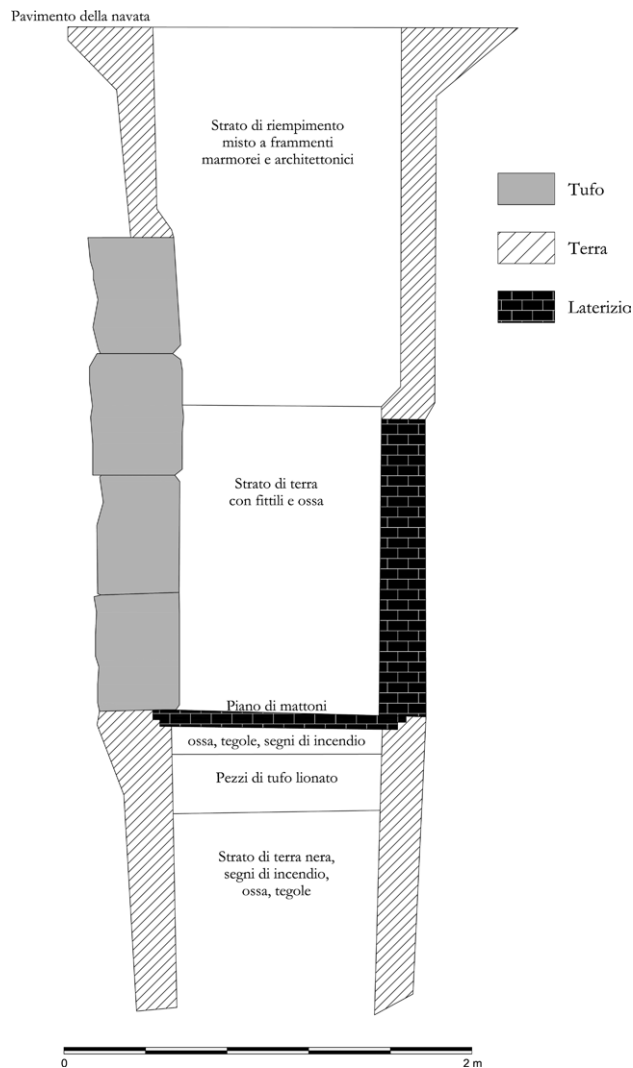 Pavimento della navata
Strato di riempimento
misto a frammenti
marmorei e architettonici
Tufo
Terra
Laterizio
Strato di terra
con fittili e ossa
Piano di mattoni
ossa, tegole, segni di incendio
Pezzi di tufo lionato
Strato di terra nera,
segni di incendio,
ossa, tegole
0
2 m